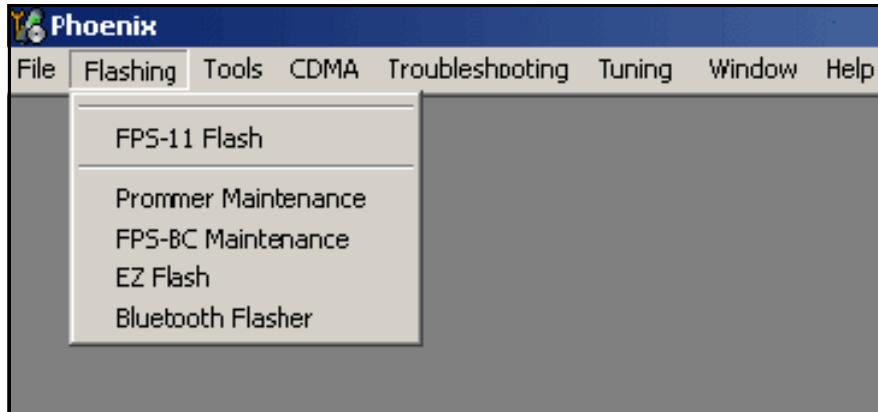 Phoenix
File Flashing Tools CDMA Troubleshooting Tuning Window Help
FPS-11 Flash
Prommer Maintenance
FPS-BC Maintenance
EZ Flash
Bluetooth Flasher